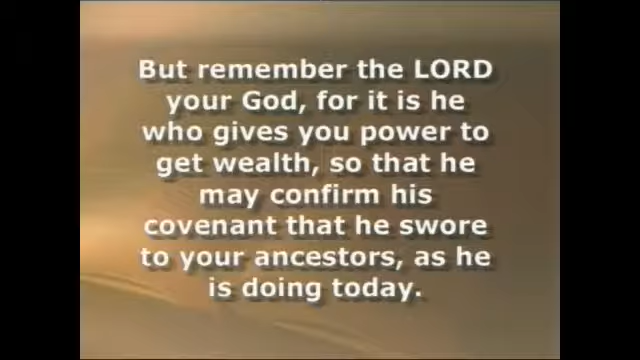 But remember the LORD
your God, for it is he
who gives you power to
get wealth, so that he
may confirm his
covenant that he swore
to your ancestors, as he
is doing today.